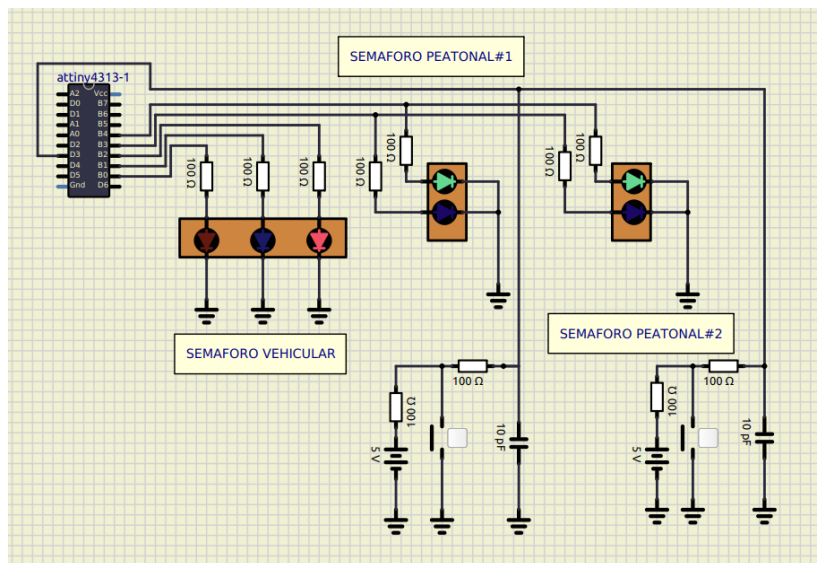 SEMAFORO PEATONAL#1
attiny4313-1
A2 Vcc
D0 B7
D1 B6
A1 B5
A0 B4
D2 B3
D3 B2
D4 B1
D5 B0
Gnd D6
100 Ω
100 Ω
100 Ω
100 Ω
100 Ω
100 Ω
100 Ω
SEMAFORO PEATONAL#2
SEMAFORO VEHICULAR
100 Ω
100 Ω
100 Ω
100 Ω
10 pF
10 pF
5 V
5 V